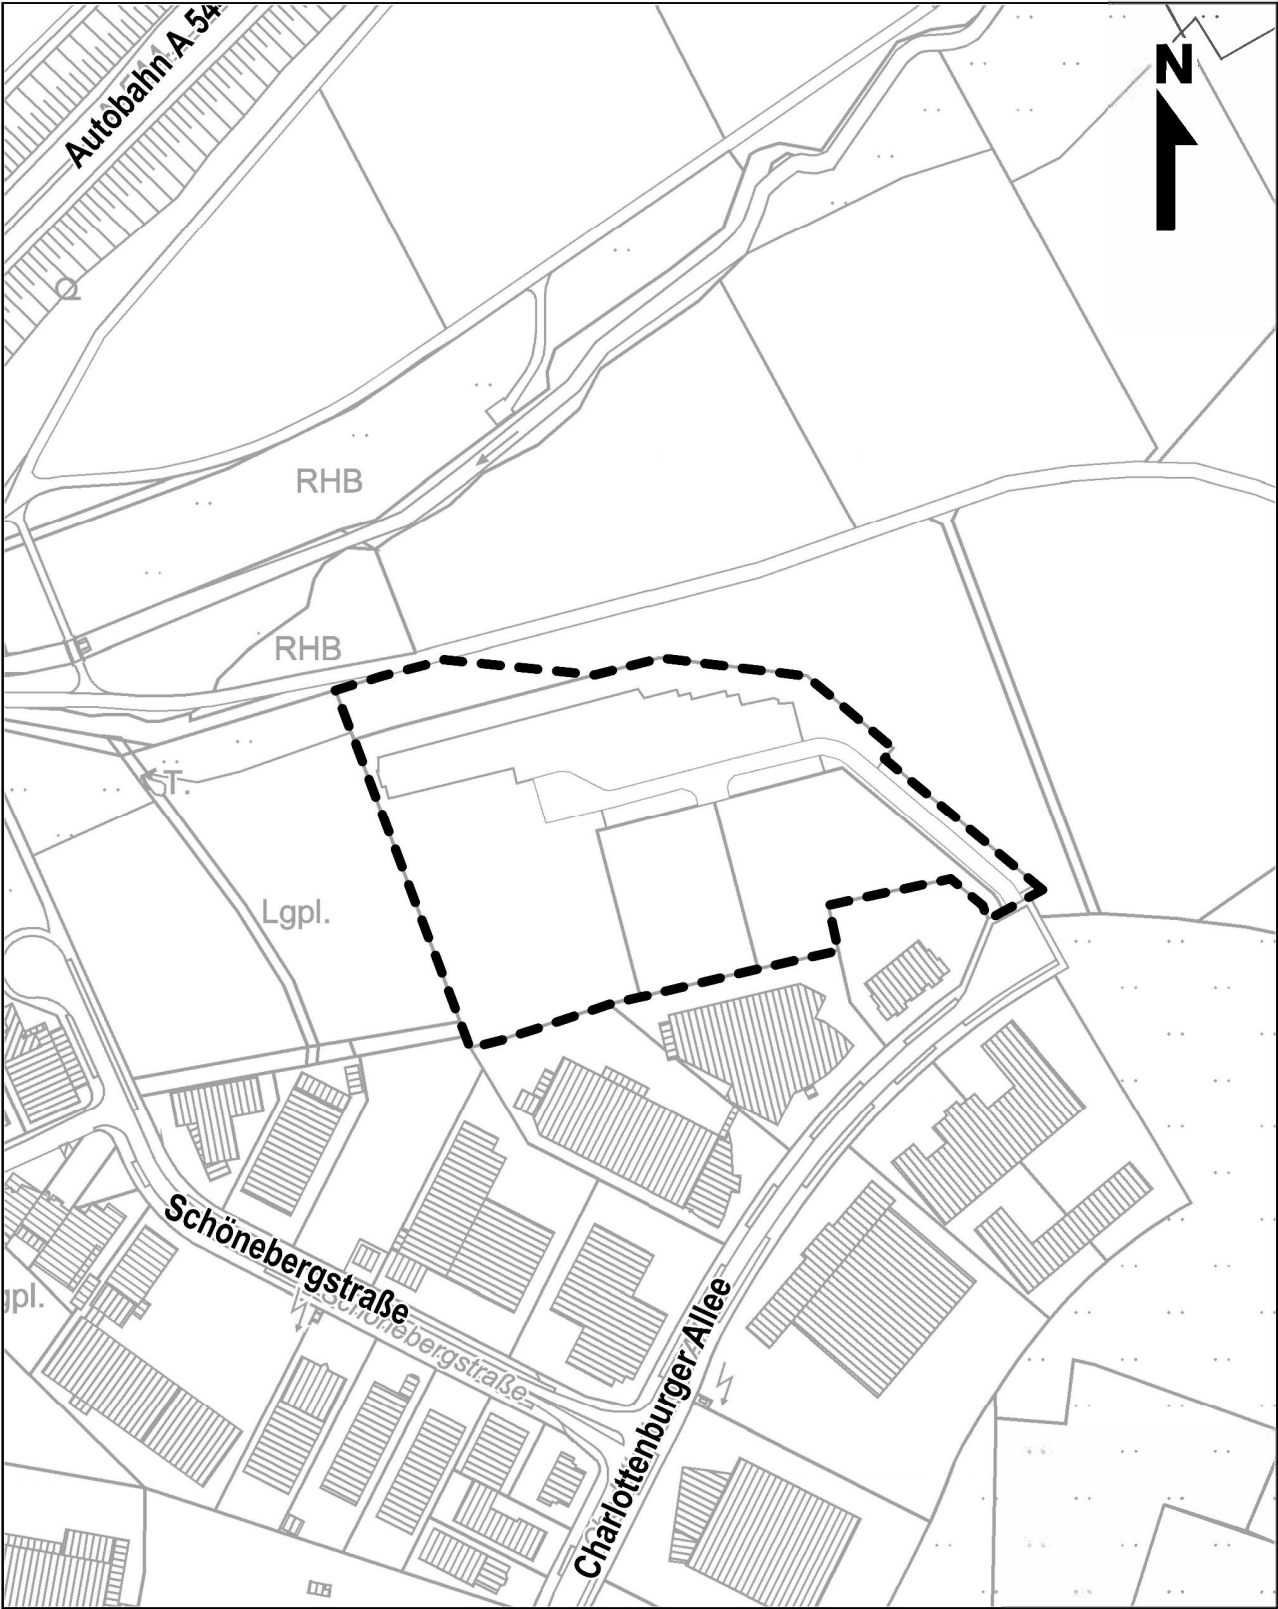 Autobahn A 54
N
RHB
RHB
T.
Lgpl.
Schönebergstraße
Schönebergstraße
gpl.
Charlottenburger Allee